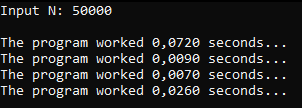 Input N: 50000
The program worked 0,0720 seconds...
The program worked 0,0090 seconds...
The program worked 0,0070 seconds...
The program worked 0,0260 seconds...